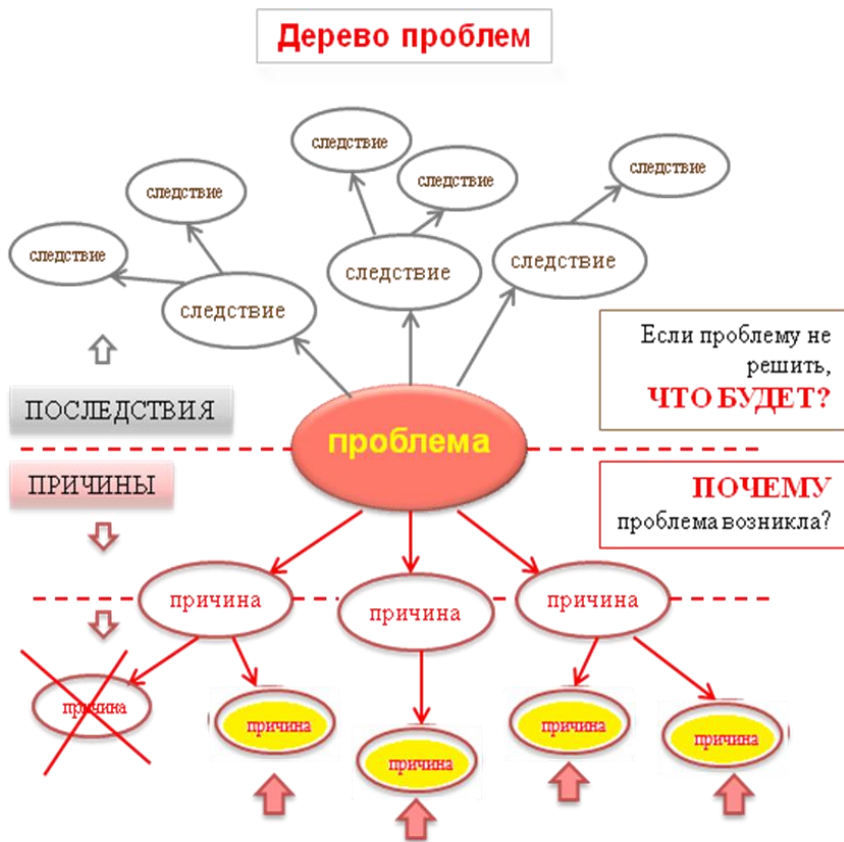 Дерево проблем
следствие
следствие
следствие
следствие
следствие
следствие
следствие
следствие
Если проблему не
решить,
ЧТО БУДЕТ?
ПОСЛЕДСТВИЯ
проблема
ПРИЧИНЫ
ПОЧЕМУ
проблема возникла?
причина
причина
причина
причина
причина
причина
причина
причина